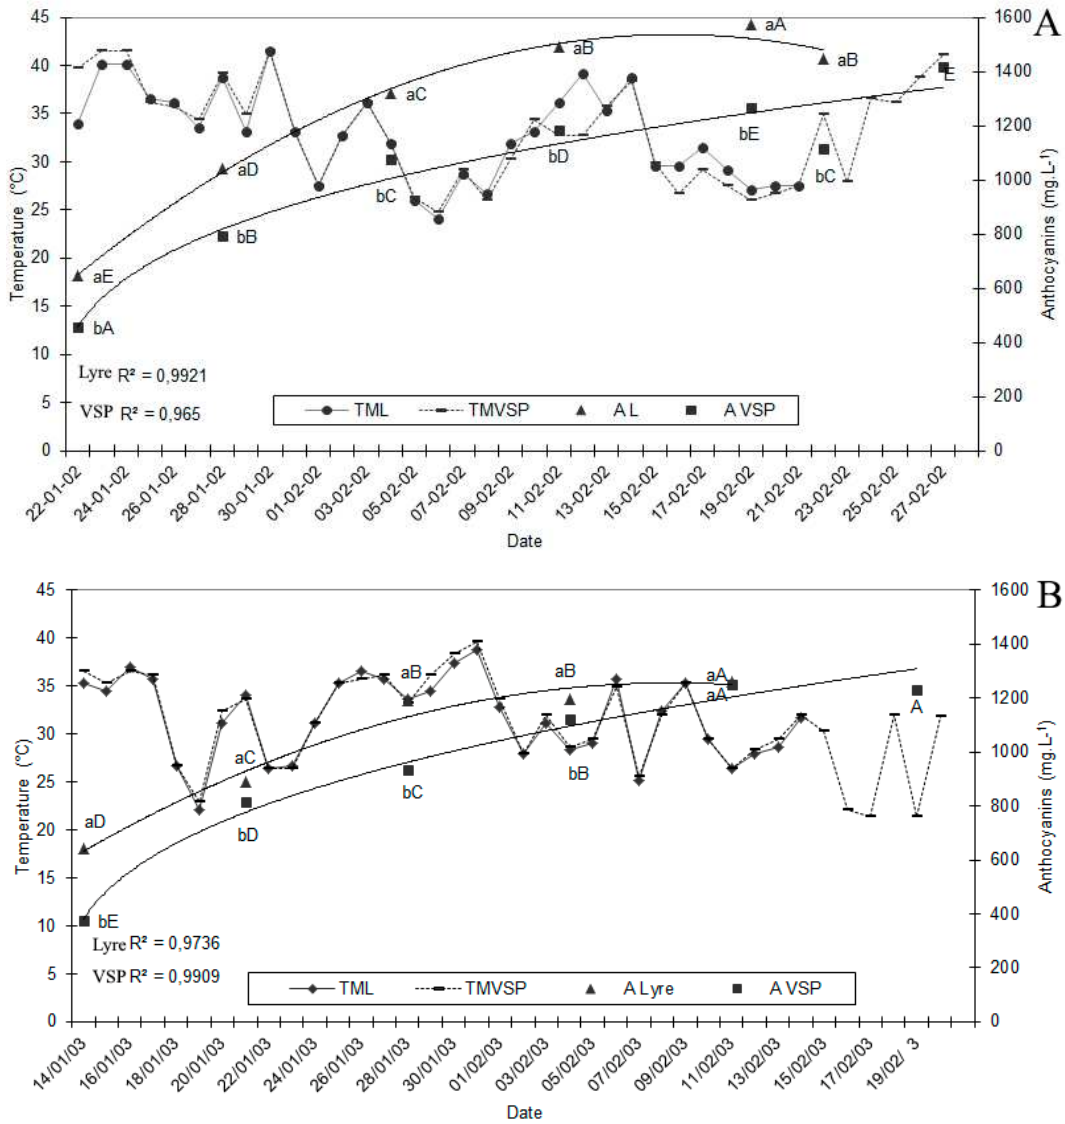 A
45
40
35
30
25
20
15
10
5
0
Temperature (°C)
1600
1400
1200
1000
800
600
400
200
0
Anthocyanins (mg.L-1)
aA
aB
aB
aC
E
bE
bD
bC
bC
aD
bB
aE
bA
Lyre R² = 0,9921
VSP R² = 0,965
TML TMVSP A L A VSP
22-01-02
24-01-02
26-01-02
28-01-02
30-01-02
01-02-02
03-02-02
05-02-02
07-02-02
09-02-02
11-02-02
13-02-02
15-02-02
17-02-02
19-02-02
21-02-02
23-02-02
25-02-02
27-02-02
Date
B
45
40
35
30
25
20
15
10
5
0
Temperature (°C)
1600
1400
1200
1000
800
600
400
200
0
Anthocyanins (mg.L-1)
aB
aB
aA
aA
A
aC
bB
bC
bD
aD
bE
Lyre R² = 0,9736
VSP R² = 0,9909
TML TMVSP A Lyre A VSP
14/01/03
16/01/03
18/01/03
20/01/03
22/01/03
24/01/03
26/01/03
28/01/03
30/01/03
01/02/03
03/02/03
05/02/03
07/02/03
09/02/03
11/02/03
13/02/03
15/02/03
17/02/03
19/02/ 3
Date